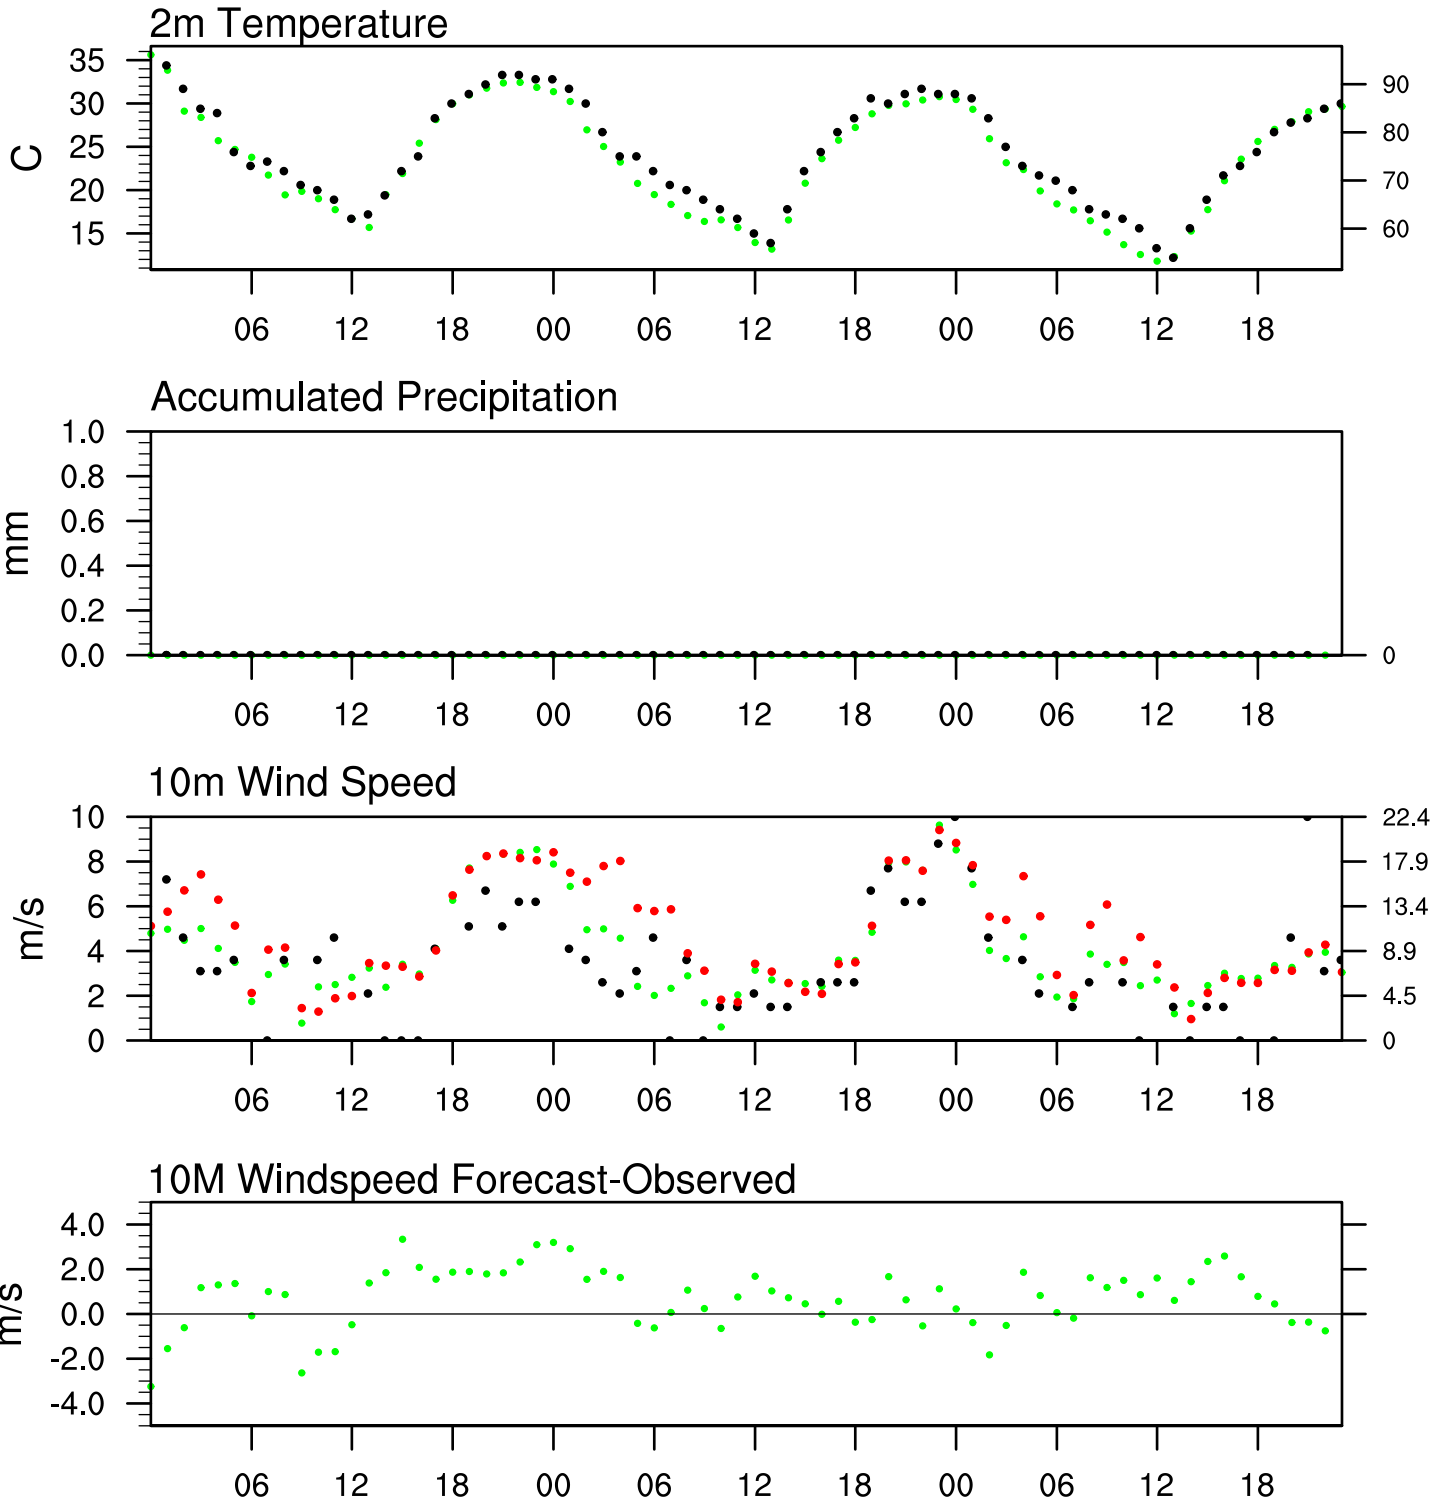 2m Temperature
35
30
25
20
15
C
90
80
70
60
06 12 18 00 06 12 18 00 06 12 18
Accumulated Precipitation
1.0
0.8
0.6
0.4
0.2
0.0
mm
0
06 12 18 00 06 12 18 00 06 12 18
10m Wind Speed
10
8
6
4
2
0
m/s
22.4
17.9
13.4
8.9
4.5
0
06 12 18 00 06 12 18 00 06 12 18
10M Windspeed Forecast-Observed
4.0
2.0
0.0
-2.0
-4.0
m/s
06 12 18 00 06 12 18 00 06 12 18